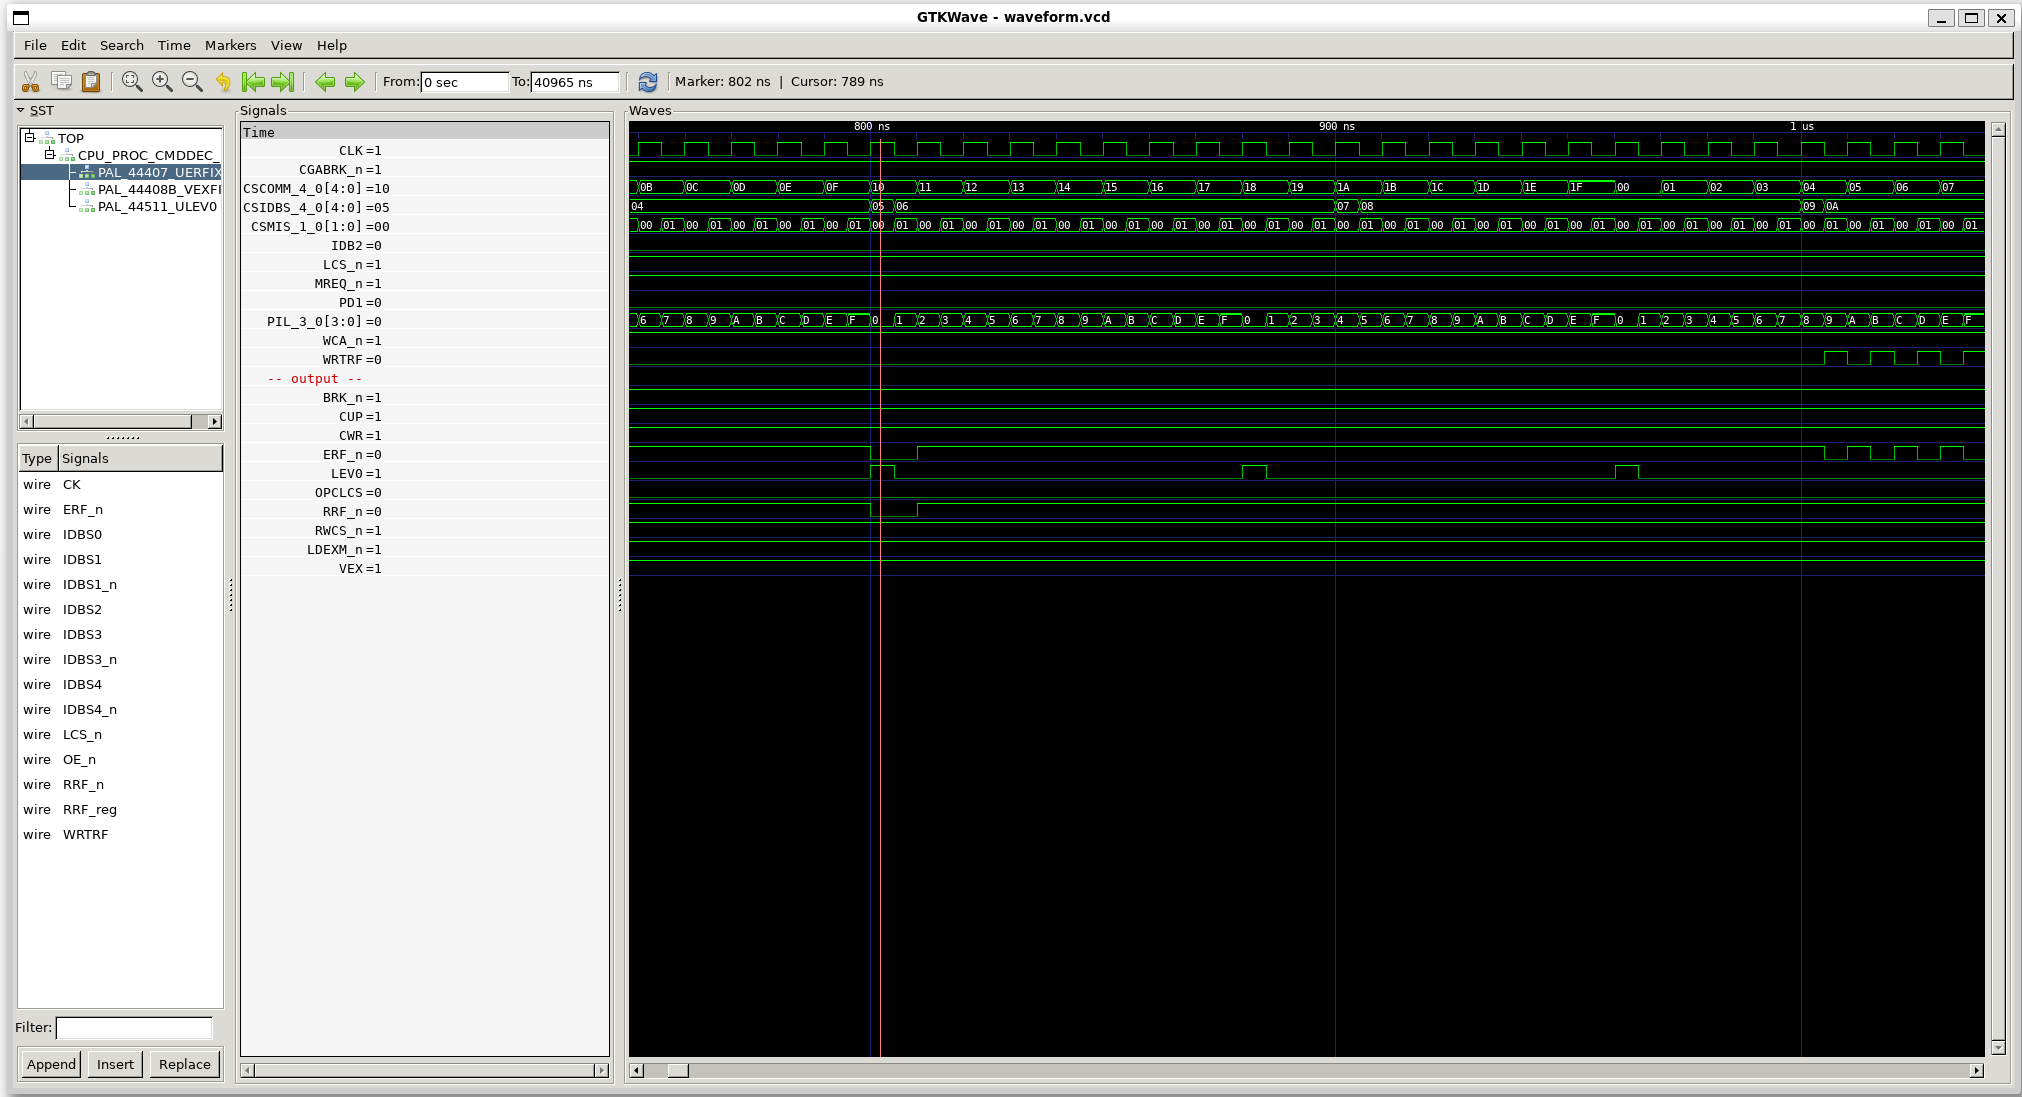 GTKWave - waveform.vcd
File Edit Search Time Markers View Help
From: 0 sec To: 40965 ns Marker: 802 ns | Cursor: 789 ns
SST
TOP
CPU_PROC_CMDDEC_
PAL_44407_UERFIX
PAL_44408B_VEXFI
PAL_44511_ULEV0
Type Signals
wire CK
wire ERF_n
wire IDBS0
wire IDBS1
wire IDBS1_n
wire IDBS2
wire IDBS3
wire IDBS3_n
wire IDBS4
wire IDBS4_n
wire LCS_n
wire OE_n
wire RRF_n
wire RRF_reg
wire WRTRF
Filter:
Append Insert Replace
Signals
Time
CLK=1
CGABRK_n=1
CSCOMM_4_0[4:0]=10
CSIDBS_4_0[4:0]=05
CSMIS_1_0[1:0]=00
IDB2=0
LCS_n=1
MREQ_n=1
PD1=0
PIL_3_0[3:0]=0
WCA_n=1
WRTRF=0
-- output --
BRK_n=1
CUP=1
CWR=1
ERF_n=0
LEV0=1
OPCLCS=0
RRF_n=0
RWCS_n=1
LDEXM_n=1
VEX=1
Waves
800 ns 900 ns 1 us
0B 0C 0D 0E 0F 10 11 12 13 14 15 16 17 18 19 1A 1B 1C 1D 1E 1F 00 01 02 03 04 05 06 07
04 05 06 07 08 09 0A
00 01 00 01 00 01 00 01 00 01 00 01 00 01 00 01 00 01 00 01 00 01 00 01 00 01 00 01 00 01 00 01 00 01 00 01 00 01 00 01 00 01 00 01 00 01 00 01 00 01 00 01 00 01 00 01 00 01
6 7 8 9 A B C D E F 0 1 2 3 4 5 6 7 8 9 A B C D E F 0 1 2 3 4 5 6 7 8 9 A B C D E F 0 1 2 3 4 5 6 7 8 9 A B C D E F